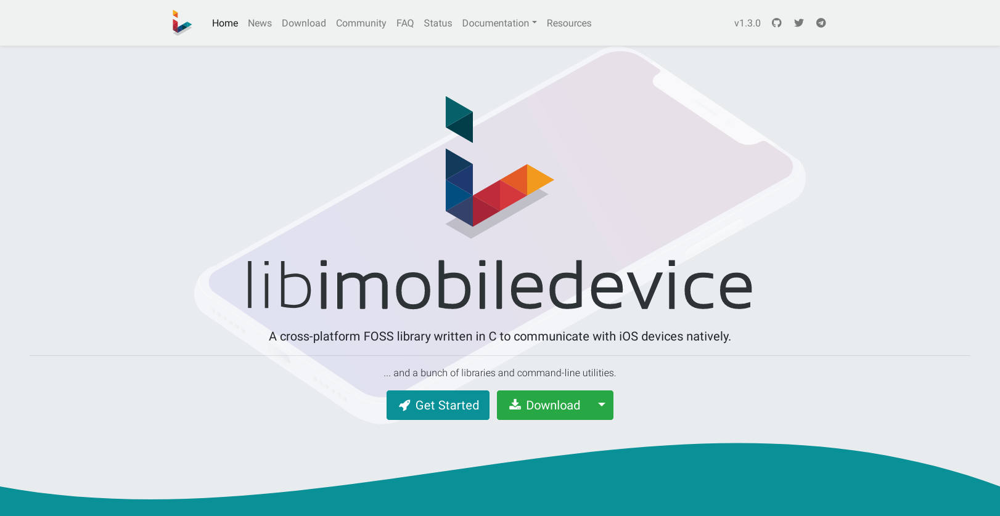 Home News Download Community FAQ Status Documentation Resources v1.3.0
libimobiledevice
A cross-platform FOSS library written in C to communicate with iOS devices natively.
... and a bunch of libraries and command-line utilities.
Get Started Download